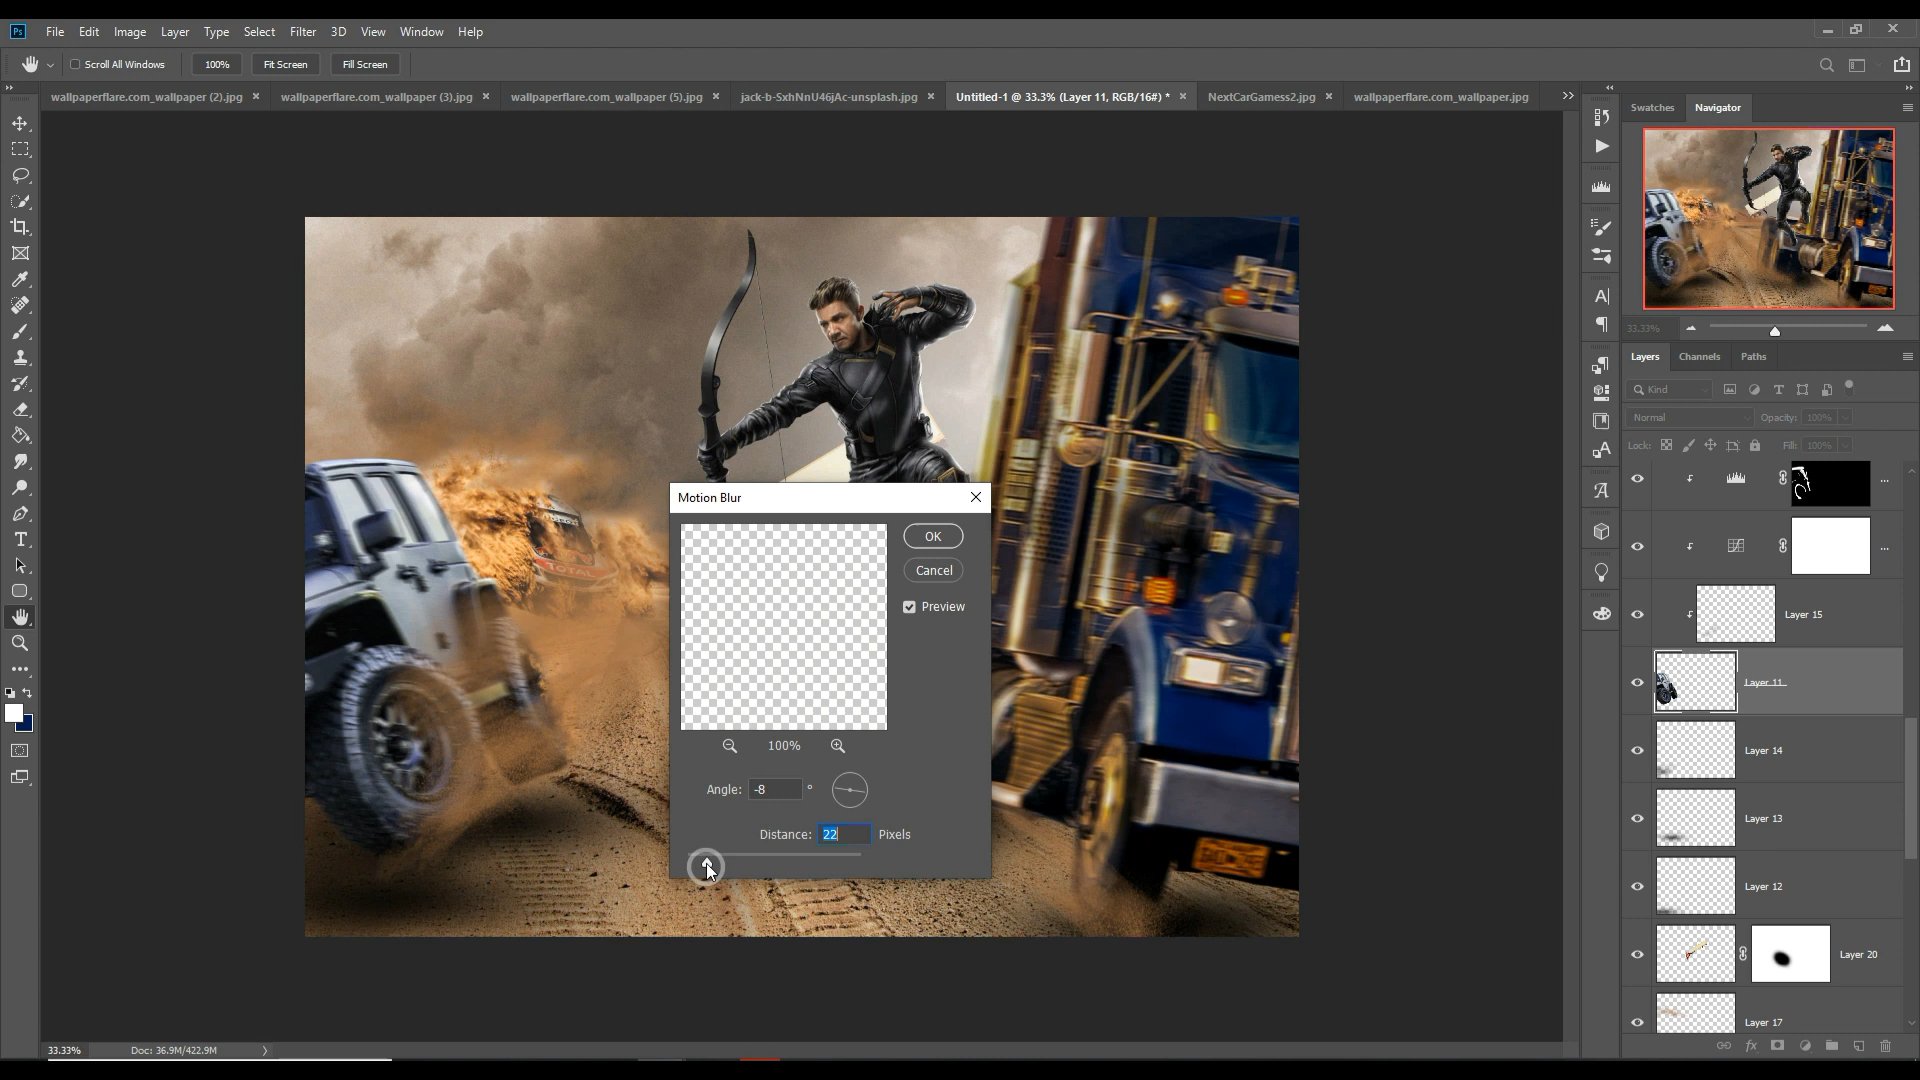 Ps File Edit Image Layer Type Select Filter 3D View Window Help
Scroll All Windows 100% Fit Screen Fill Screen
wallpaperflare.com_wallpaper (2).jpg × wallpaperflare.com_wallpaper (3).jpg × wallpaperflare.com_wallpaper (5).jpg × jack-b-SxhNnU46jAc-unsplash.jpg × Untitled-1 @ 33.3% (Layer 11, RGB/16#) * × NextCarGamess2.jpg × wallpaperflare.com_wallpaper.jpg
Swatches Navigator
33.33%
Layers Channels Paths
Kind
Normal Opacity: 100%
Lock: Fill: 100%
Layer 15
Layer 11
Layer 14
Layer 13
Layer 12
Layer 20
Layer 17
TOTAL
Motion Blur
OK
Cancel
Preview
100%
Angle: -8 °
Distance: 22 Pixels
33.33% Doc: 36.9M/422.9M